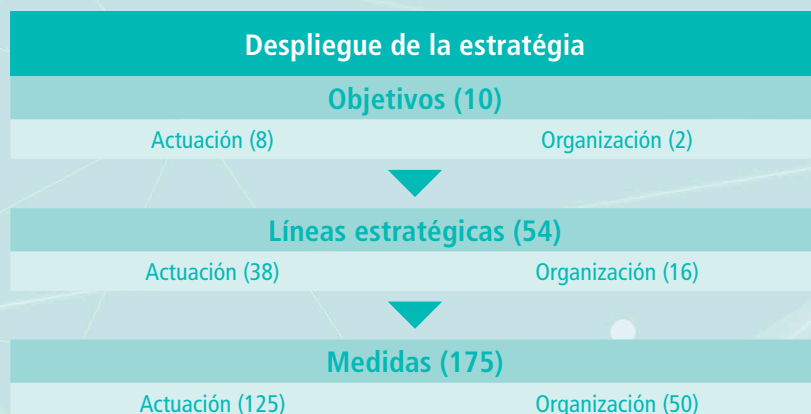 Despliegue de la estratégia
Objetivos (10)
Actuación (8) Organización (2)
Líneas estratégicas (54)
Actuación (38) Organización (16)
Medidas (175)
Actuación (125) Organización (50)